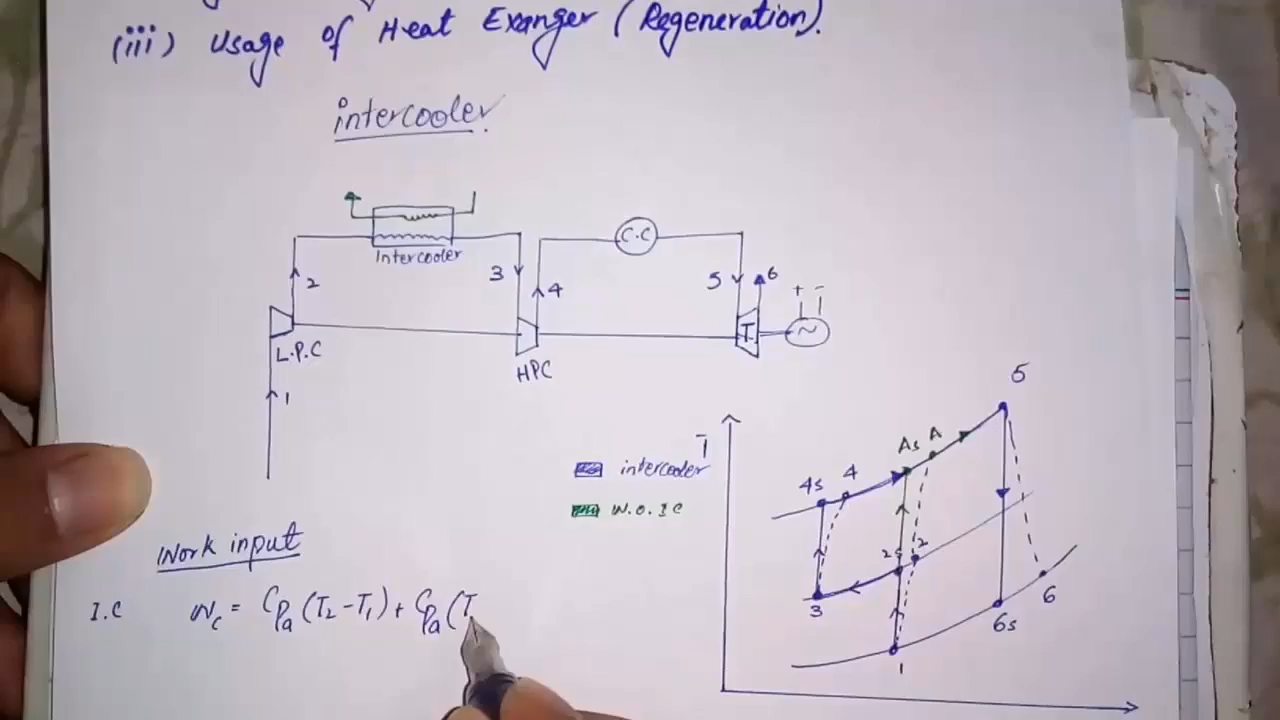 (iii) Usage of Heat Exanger (Regeneration).
intercooler.
Intercooler
C.C
2
3
4
5
6
+ -
L.P.C
HPC
T.
~
1
5
T
intercooler
W.O.I C
4s 4
As A
2s 2
3
6s
6
1
Work input
I.C Wc = CPa (T2 - T1) + CPa (T